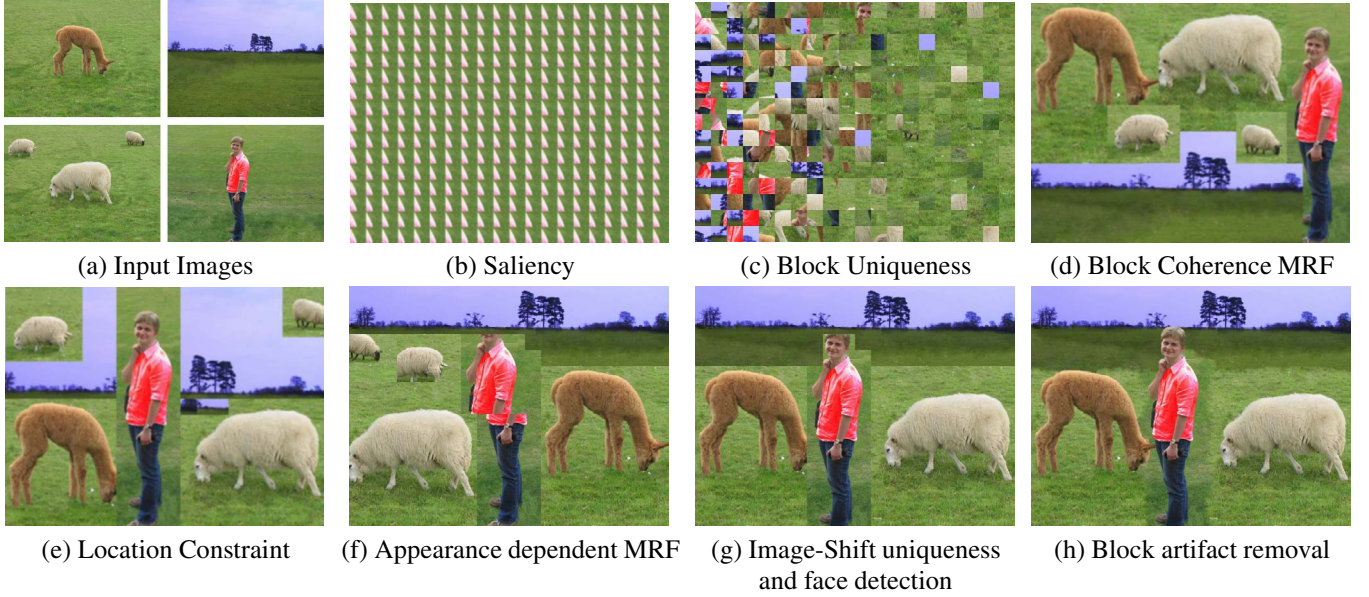 (a) Input Images
(b) Saliency
(c) Block Uniqueness
(d) Block Coherence MRF
(e) Location Constraint
(f) Appearance dependent MRF
(g) Image-Shift uniqueness
and face detection
(h) Block artifact removal